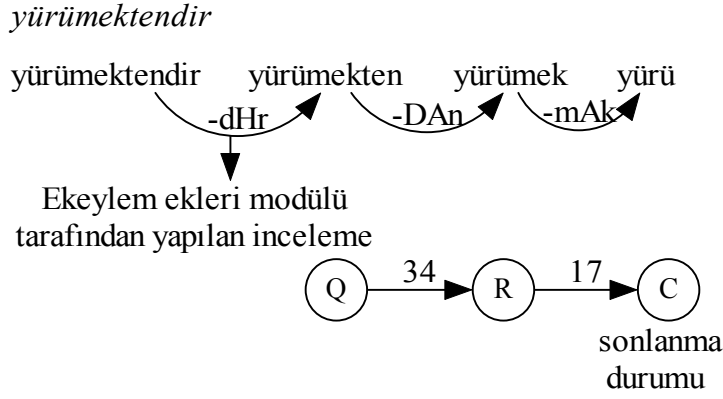 yürümektendir
yürümektendir yürümekten yürümek yürü
-dHr -DAn -mAk
Ekeylem ekleri modülü
tarafından yapılan inceleme
34 17
Q R C
sonlanma
durumu